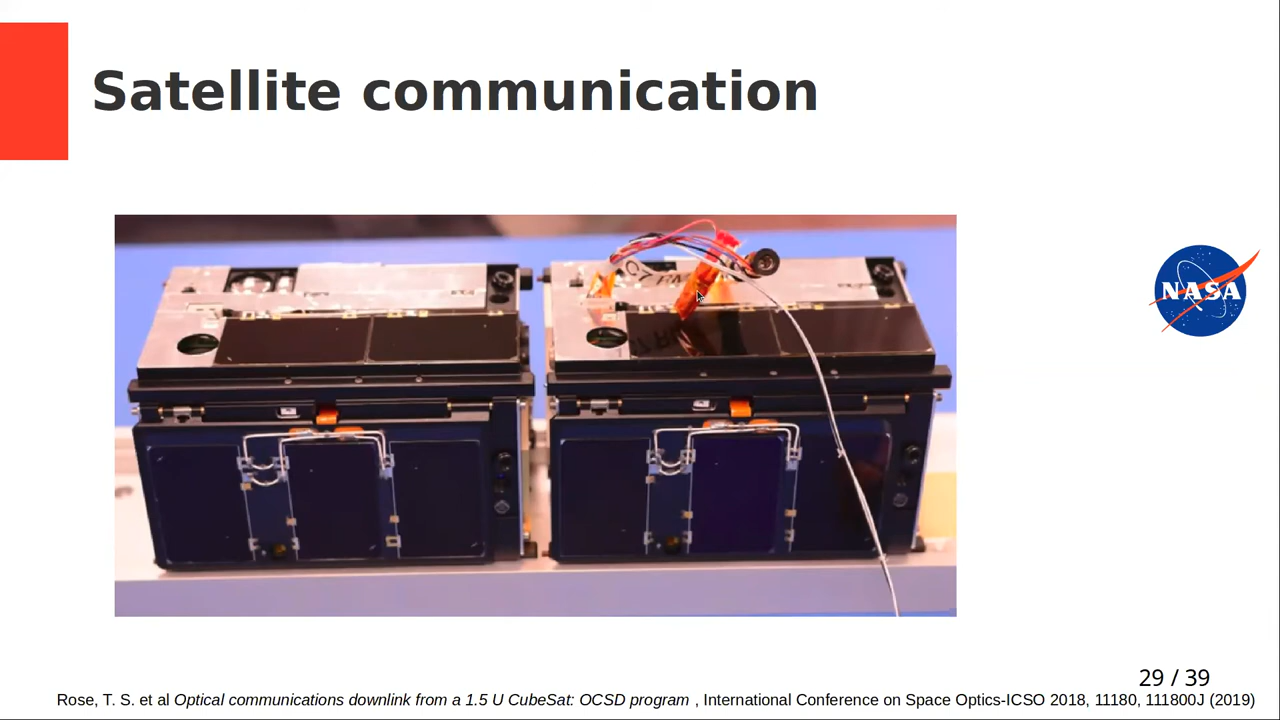 Satellite communication
NASA
29 / 39
Rose, T. S. et al Optical communications downlink from a 1.5 U CubeSat: OCSD program , International Conference on Space Optics-ICSO 2018, 11180, 111800J (2019)